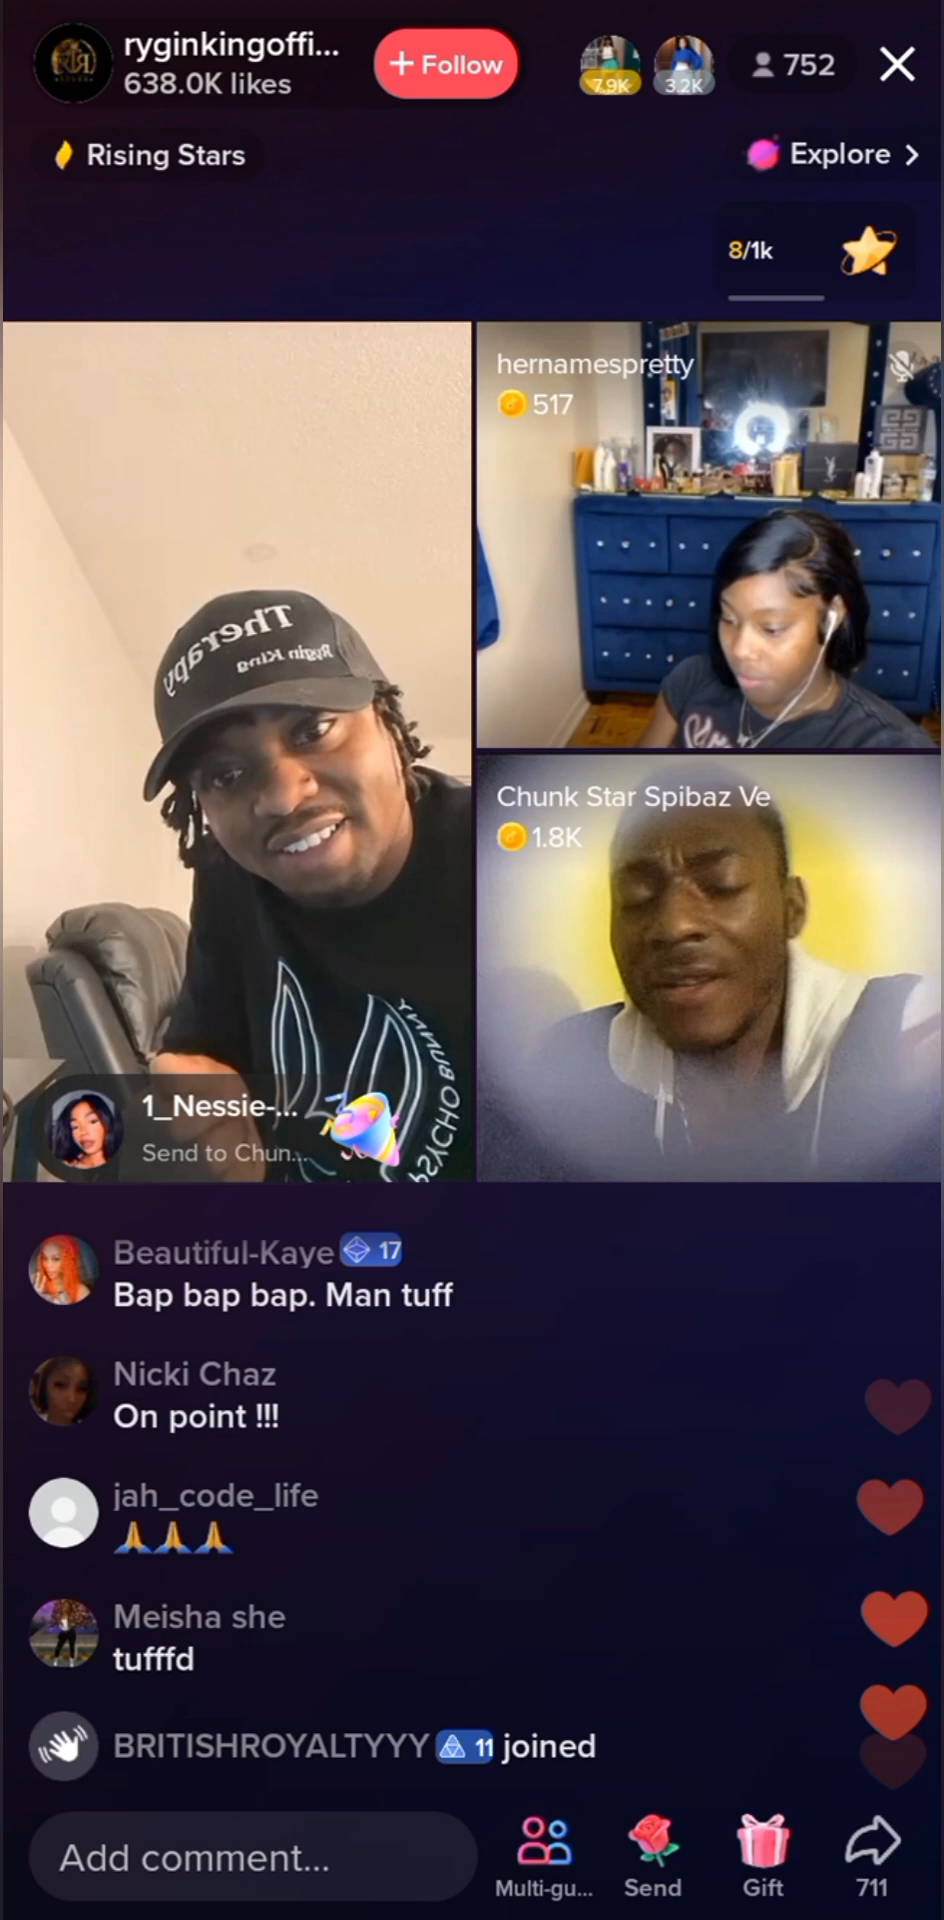 ryginkingoffi...
638.0K likes
+ Follow
7.9K
3.2K
752
Rising Stars
Explore >
8/1k
hernamespretty
517
Therapy
Rygin King
Chunk Star Spibaz Ve
1.8K
PSYCHO BUNNY
1_Nessie-...
Send to Chun...
Beautiful-Kaye 17
Bap bap bap. Man tuff
Nicki Chaz
On point !!!
jah_code_life
🙏🙏🙏
Meisha she
tufffd
BRITISHROYALTYYY 11 joined
Add comment...
Multi-gu...
Send
Gift
711